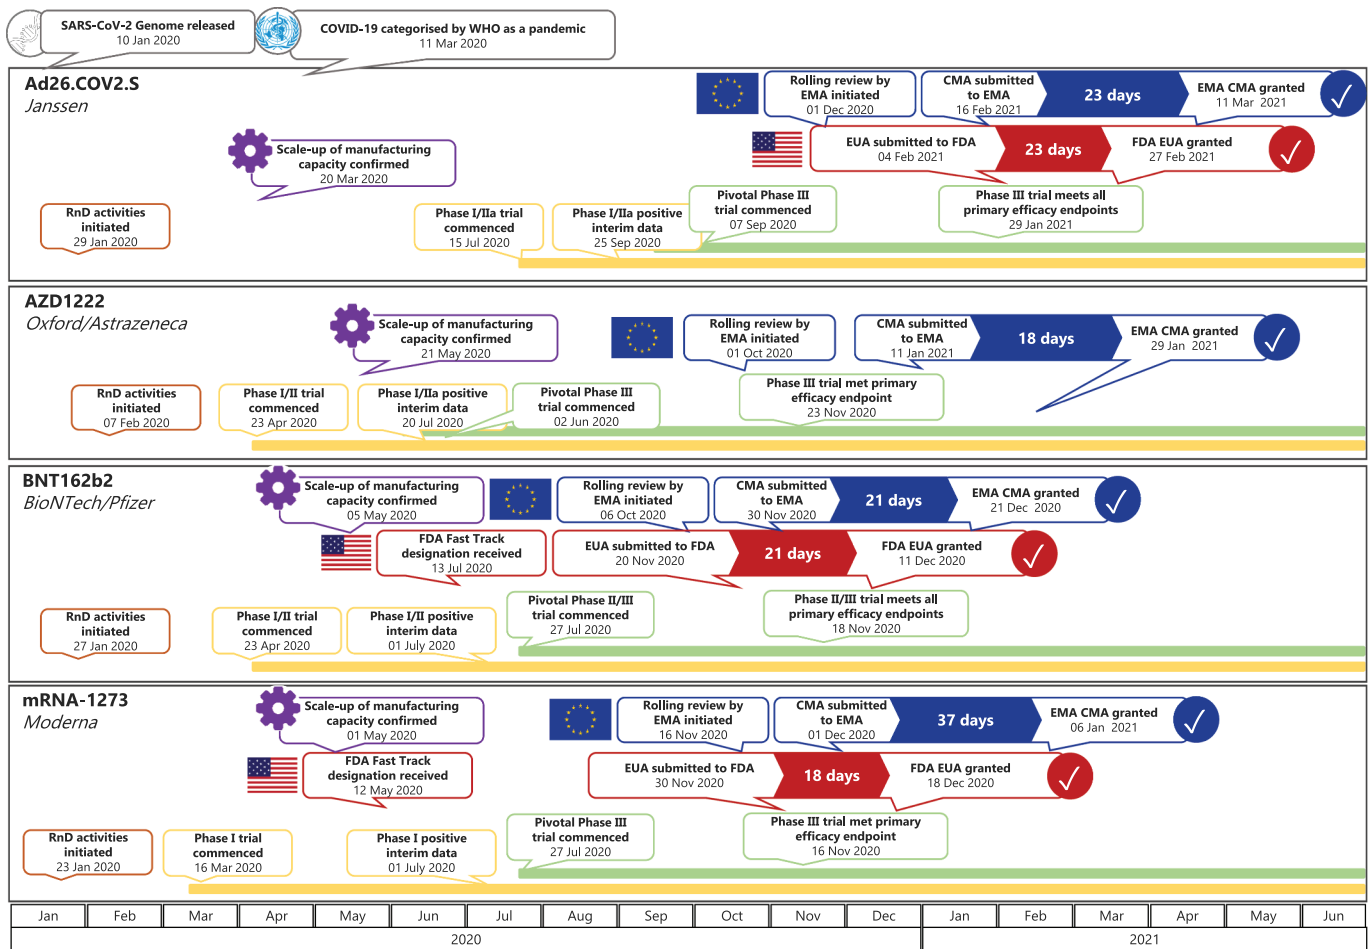 SARS-CoV-2 Genome released
10 Jan 2020
COVID-19 categorised by WHO as a pandemic
11 Mar 2020
Ad26.COV2.S
Janssen
Rolling review by
EMA initiated
01 Dec 2020
CMA submitted
to EMA
16 Feb 2021
23 days
EMA CMA granted
11 Mar 2021
EUA submitted to FDA
04 Feb 2021
23 days
FDA EUA granted
27 Feb 2021
Scale-up of manufacturing
capacity confirmed
20 Mar 2020
RnD activities
initiated
29 Jan 2020
Phase I/IIa trial
commenced
15 Jul 2020
Phase I/IIa positive
interim data
25 Sep 2020
Pivotal Phase III
trial commenced
07 Sep 2020
Phase III trial meets all
primary efficacy endpoints
29 Jan 2021
AZD1222
Oxford/Astrazeneca
Scale-up of manufacturing
capacity confirmed
21 May 2020
Rolling review by
EMA initiated
01 Oct 2020
CMA submitted
to EMA
11 Jan 2021
18 days
EMA CMA granted
29 Jan 2021
RnD activities
initiated
07 Feb 2020
Phase I/II trial
commenced
23 Apr 2020
Phase I/IIa positive
interim data
20 Jul 2020
Pivotal Phase III
trial commenced
02 Jun 2020
Phase III trial met primary
efficacy endpoint
23 Nov 2020
BNT162b2
BioNTech/Pfizer
Scale-up of manufacturing
capacity confirmed
05 May 2020
Rolling review by
EMA initiated
06 Oct 2020
CMA submitted
to EMA
30 Nov 2020
21 days
EMA CMA granted
21 Dec 2020
FDA Fast Track
designation received
13 Jul 2020
EUA submitted to FDA
20 Nov 2020
21 days
FDA EUA granted
11 Dec 2020
RnD activities
initiated
27 Jan 2020
Phase I/II trial
commenced
23 Apr 2020
Phase I/II positive
interim data
01 July 2020
Pivotal Phase II/III
trial commenced
27 Jul 2020
Phase II/III trial meets all
primary efficacy endpoints
18 Nov 2020
mRNA-1273
Moderna
Scale-up of manufacturing
capacity confirmed
01 May 2020
Rolling review by
EMA initiated
16 Nov 2020
CMA submitted
to EMA
01 Dec 2020
37 days
EMA CMA granted
06 Jan 2021
FDA Fast Track
designation received
12 May 2020
EUA submitted to FDA
30 Nov 2020
18 days
FDA EUA granted
18 Dec 2020
RnD activities
initiated
23 Jan 2020
Phase I trial
commenced
16 Mar 2020
Phase I positive
interim data
01 July 2020
Pivotal Phase III
trial commenced
27 Jul 2020
Phase III trial met primary
efficacy endpoint
16 Nov 2020
Jan Feb Mar Apr May Jun Jul Aug Sep Oct Nov Dec Jan Feb Mar Apr May Jun
2020 2021